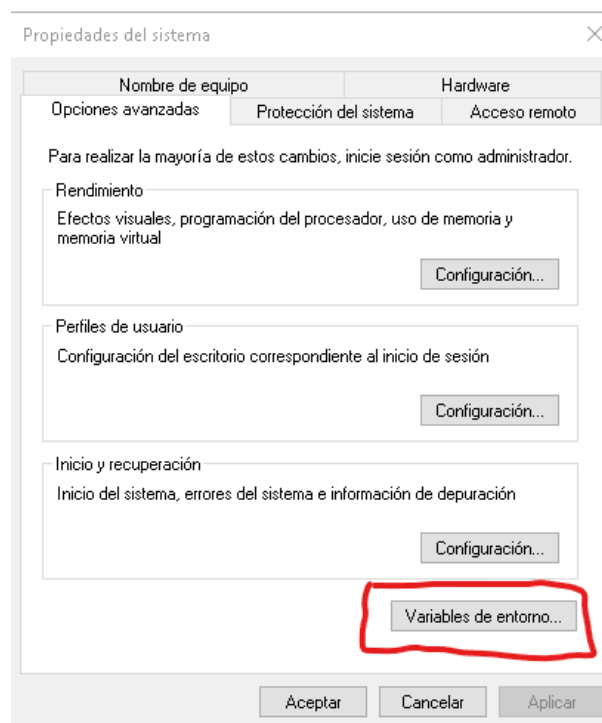 Propiedades del sistema
Nombre de equipo
Hardware
Opciones avanzadas
Protección del sistema
Acceso remoto
Para realizar la mayoría de estos cambios, inicie sesión como administrador.
Rendimiento
Efectos visuales, programación del procesador, uso de memoria y
memoria virtual
Configuración...
Perfiles de usuario
Configuración del escritorio correspondiente al inicio de sesión
Configuración...
Inicio y recuperación
Inicio del sistema, errores del sistema e información de depuración
Configuración...
Variables de entorno...
Aceptar
Cancelar
Aplicar